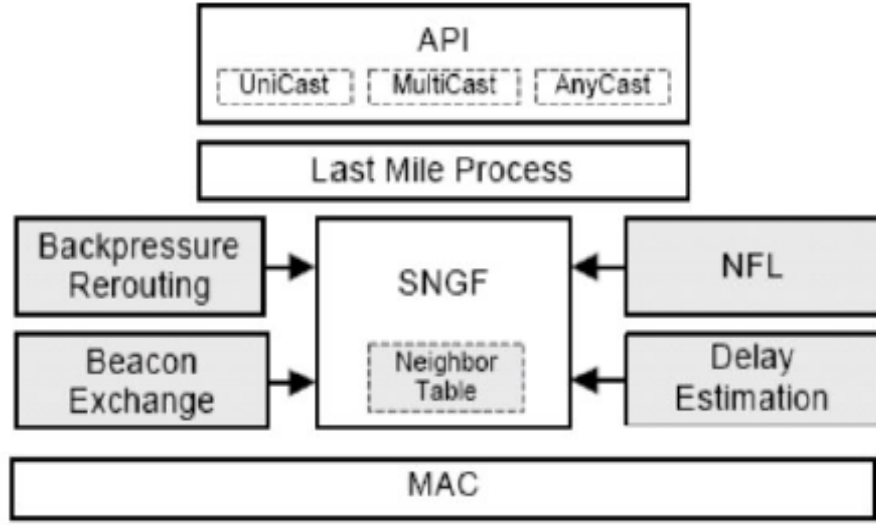 API
UniCast MultiCast AnyCast
Last Mile Process
Backpressure
Rerouting
SNGF
NFL
Beacon
Exchange
Neighbor
Table
Delay
Estimation
MAC